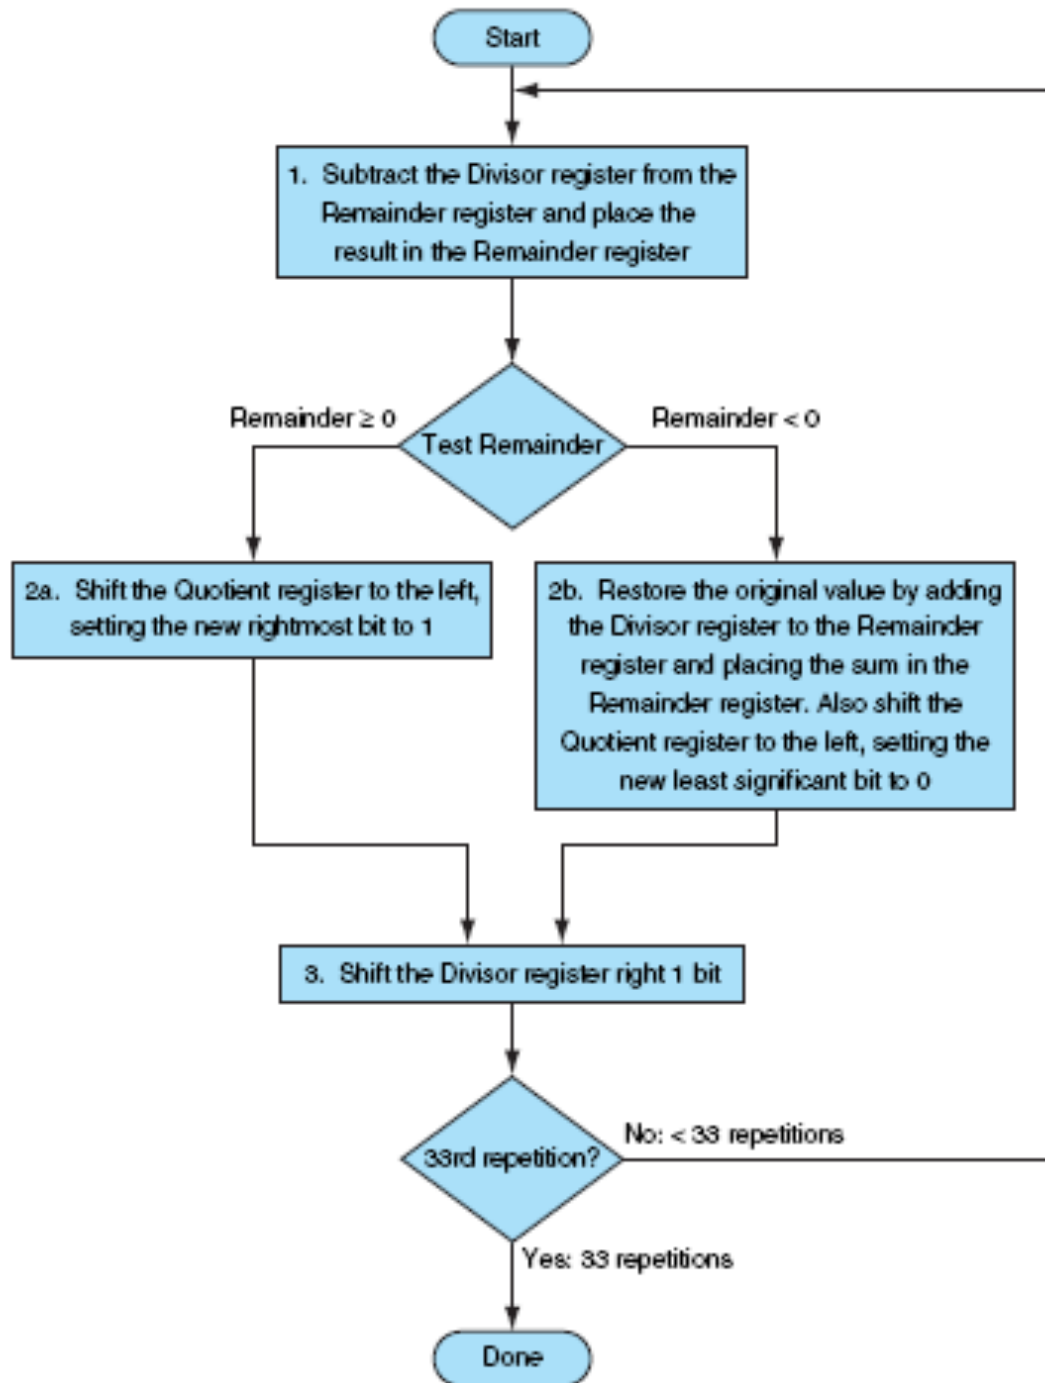 Start
1. Subtract the Divisor register from the
Remainder register and place the
result in the Remainder register
Remainder ≥ 0
Remainder < 0
Test Remainder
2a. Shift the Quotient register to the left,
setting the new rightmost bit to 1
2b. Restore the original value by adding
the Divisor register to the Remainder
register and placing the sum in the
Remainder register. Also shift the
Quotient register to the left, setting the
new least significant bit to 0
3. Shift the Divisor register right 1 bit
33rd repetition?
No: < 33 repetitions
Yes: 33 repetitions
Done